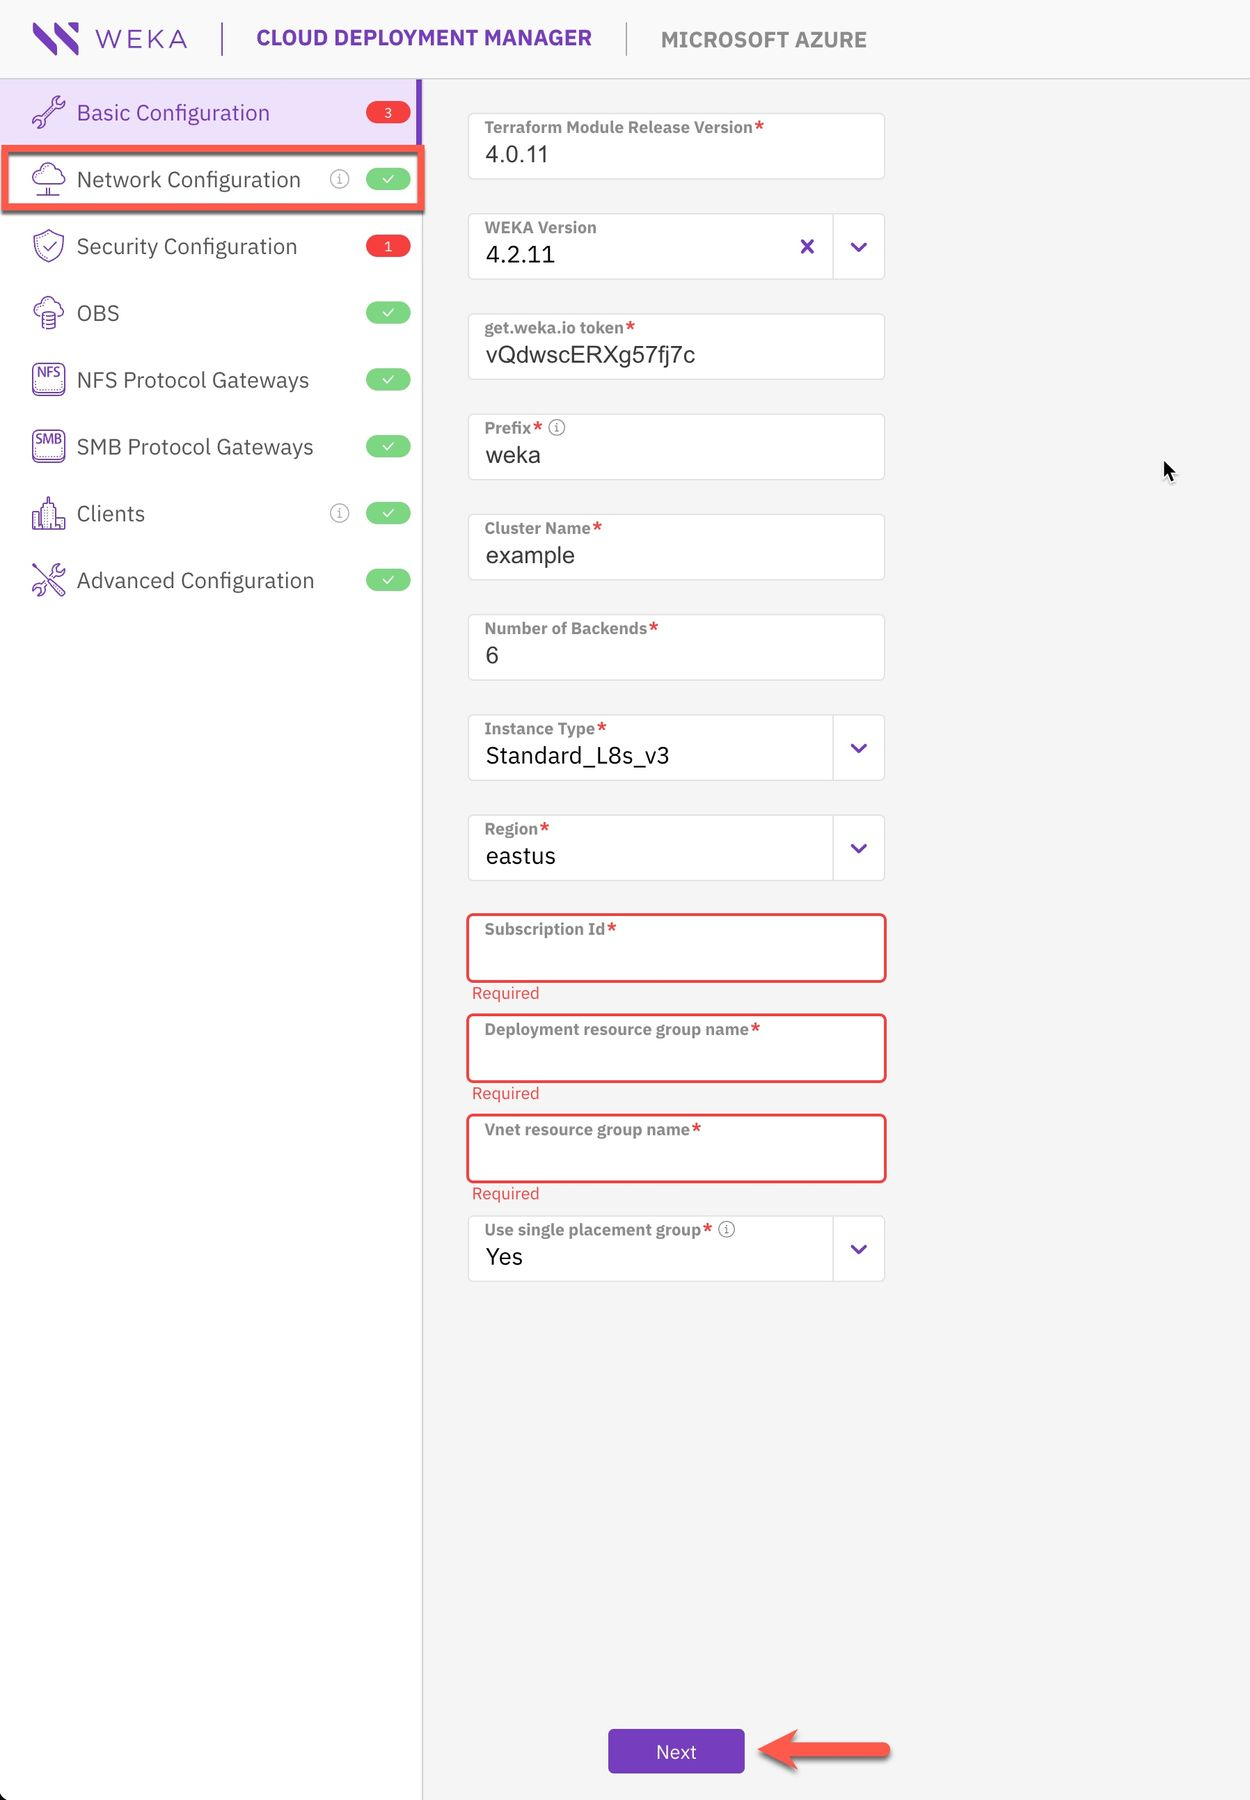 WEKA
CLOUD DEPLOYMENT MANAGER
MICROSOFT AZURE
Basic Configuration 3
Network Configuration
Security Configuration 1
OBS
NFS NFS Protocol Gateways
SMB SMB Protocol Gateways
Clients
Advanced Configuration
Terraform Module Release Version*
4.0.11
WEKA Version
4.2.11
get.weka.io token*
vQdwscERXg57fj7c
Prefix*
weka
Cluster Name*
example
Number of Backends*
6
Instance Type*
Standard_L8s_v3
Region*
eastus
Subscription Id*
Required
Deployment resource group name*
Required
Vnet resource group name*
Required
Use single placement group*
Yes
Next